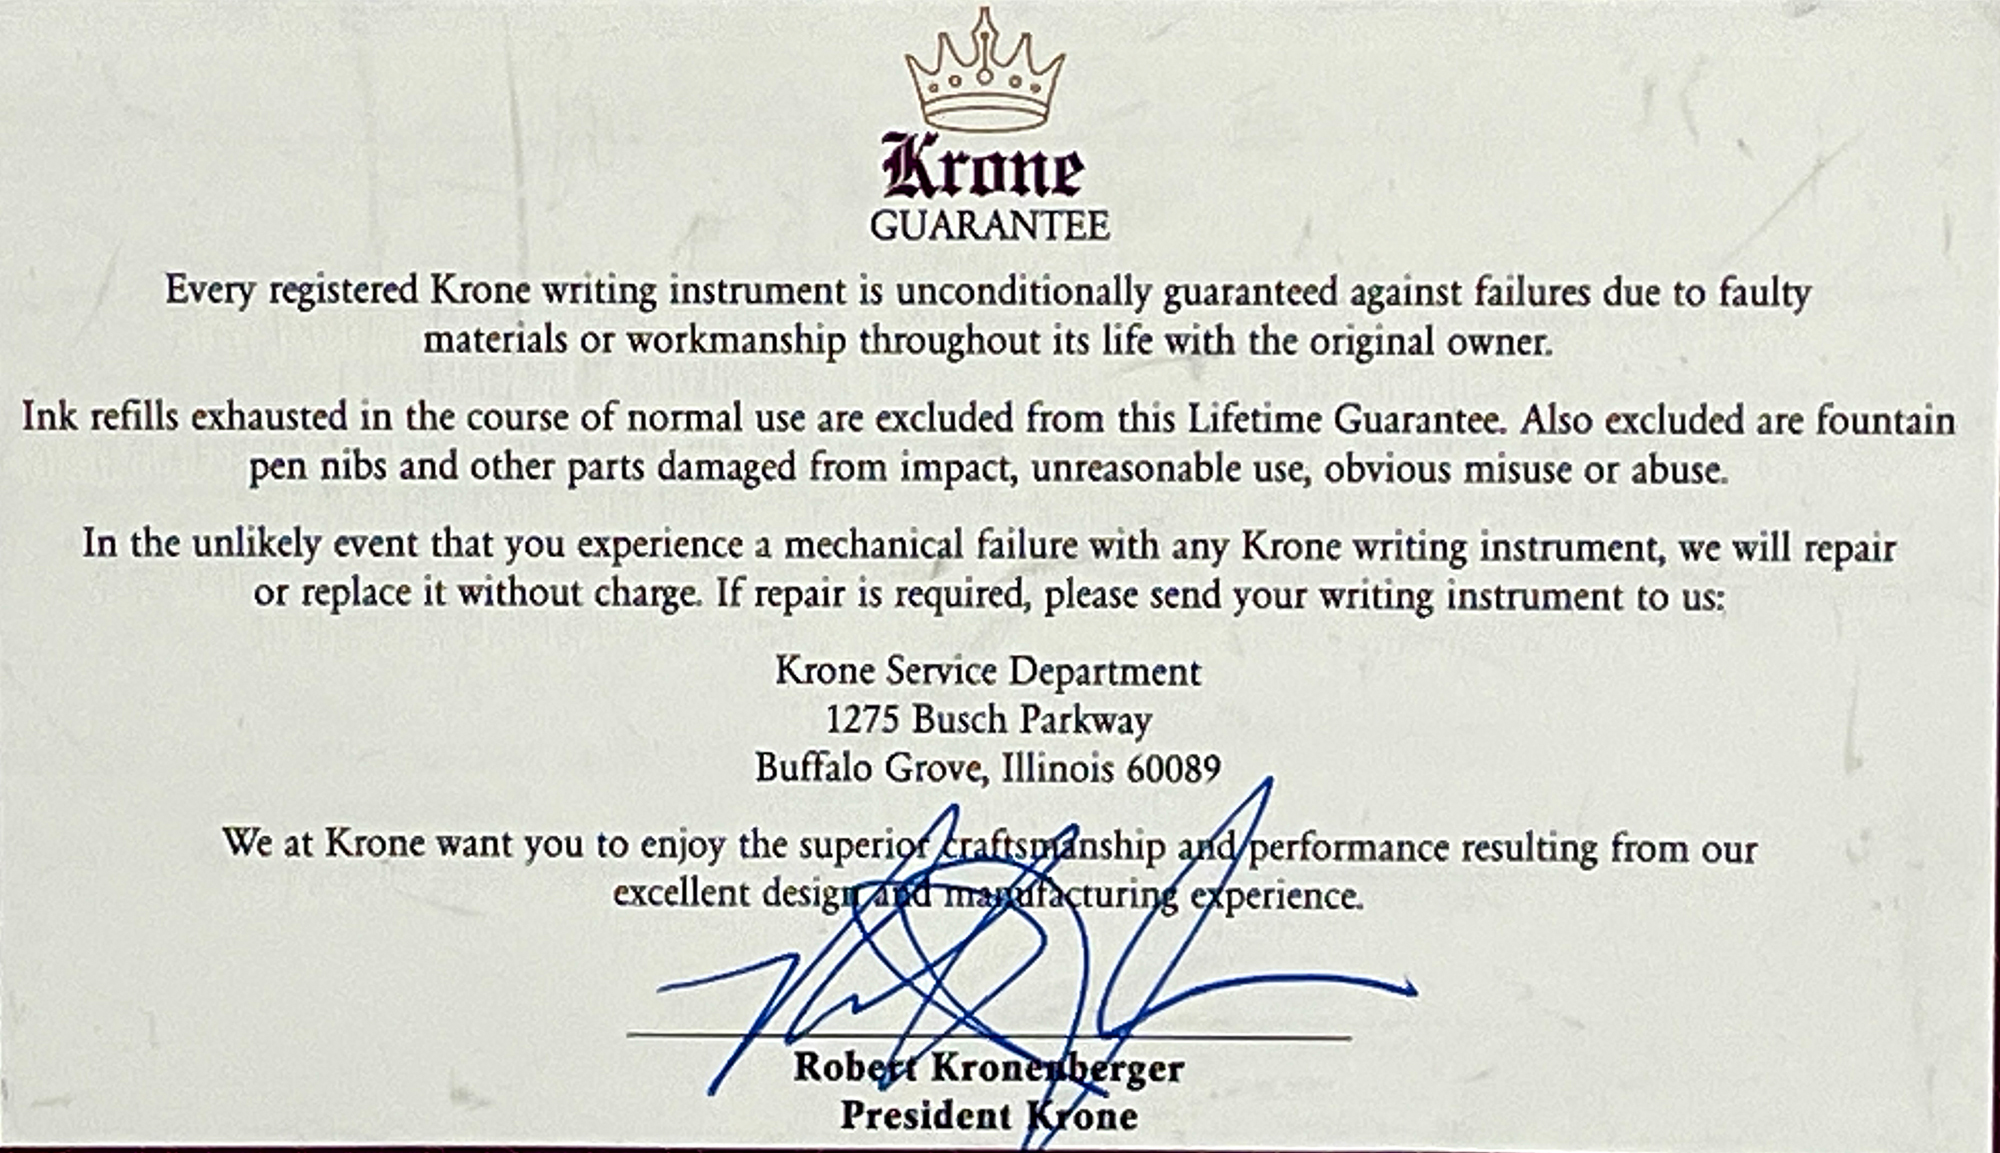 Krone
GUARANTEE
Every registered Krone writing instrument is unconditionally guaranteed against failures due to faulty
materials or workmanship throughout its life with the original owner.
Ink refills exhausted in the course of normal use are excluded from this Lifetime Guarantee. Also excluded are fountain
pen nibs and other parts damaged from impact, unreasonable use, obvious misuse or abuse.
In the unlikely event that you experience a mechanical failure with any Krone writing instrument, we will repair
or replace it without charge. If repair is required, please send your writing instrument to us:
Krone Service Department
1275 Busch Parkway
Buffalo Grove, Illinois 60089
We at Krone want you to enjoy the superior craftsmanship and performance resulting from our
excellent design and manufacturing experience.
Robert Kronenberger
President Krone